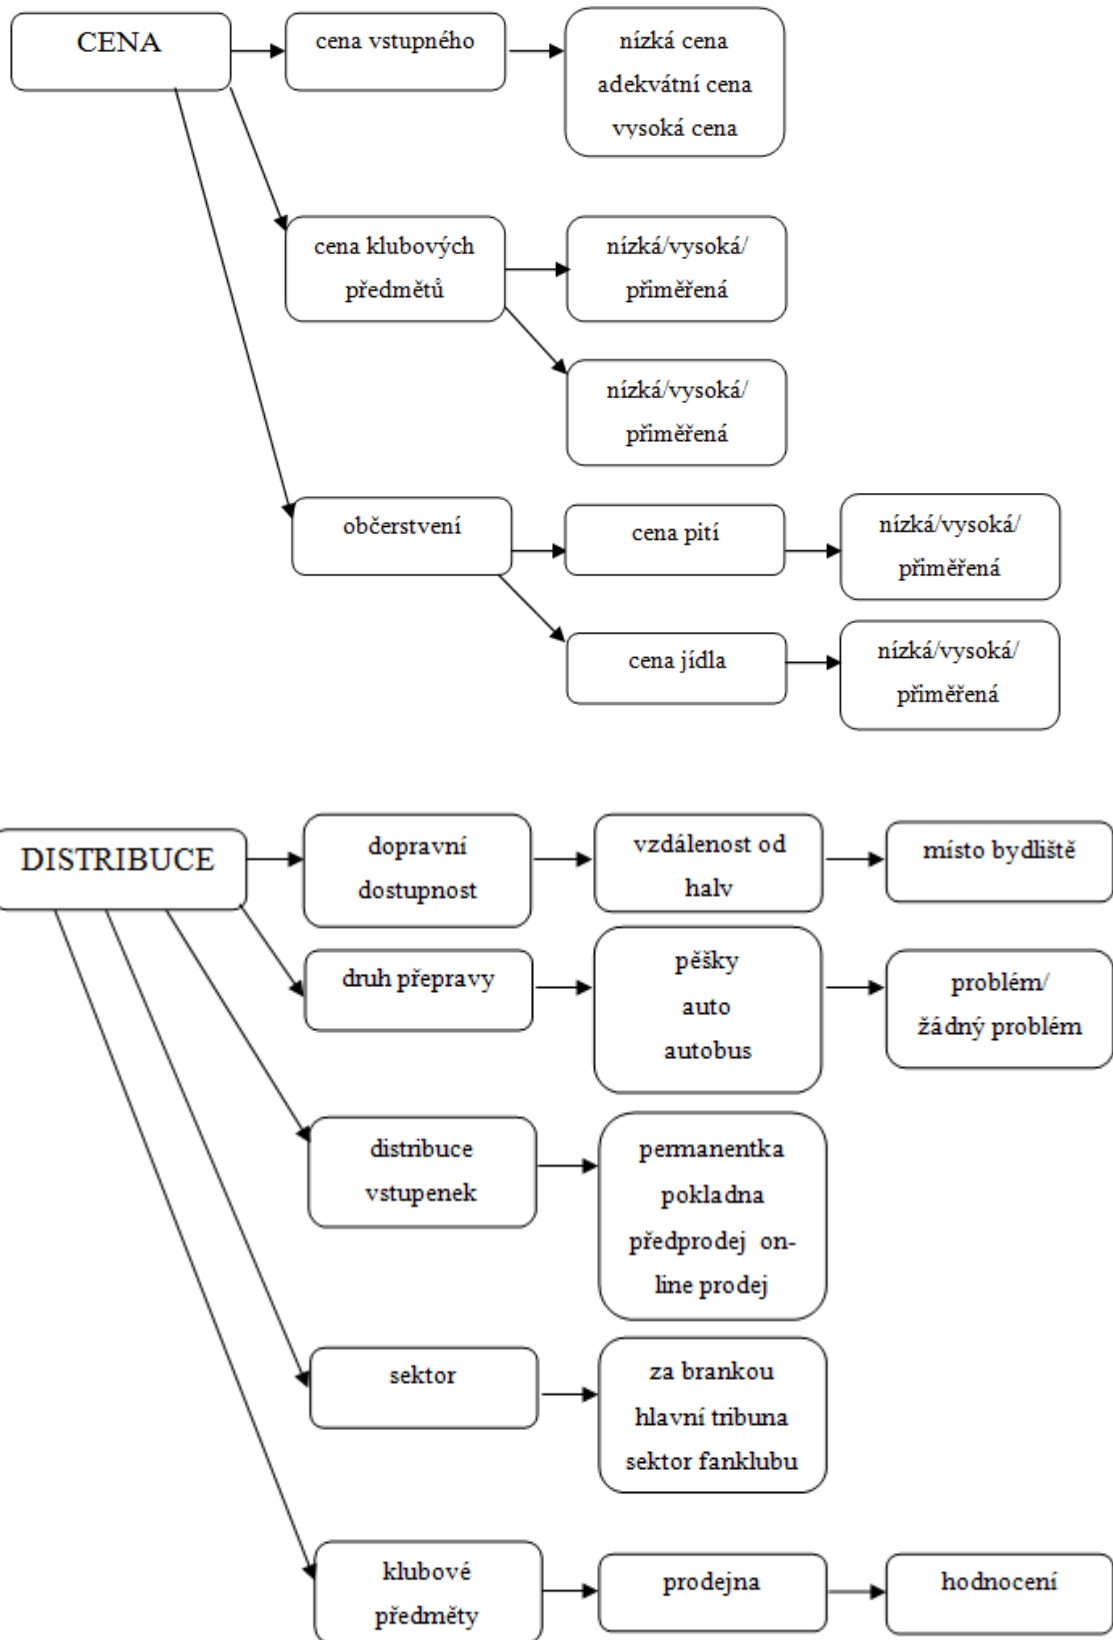 CENA
cena vstupného
nízká cena
adekvátní cena
vysoká cena
cena klubových
předmětů
nízká/vysoká/
přiměřená
nízká/vysoká/
přiměřená
občerstvení
cena pití
nízká/vysoká/
přiměřená
cena jídla
nízká/vysoká/
přiměřená
DISTRIBUCE
dopravní
dostupnost
vzdálenost od
haly
místo bydliště
druh přepravy
pěšky
auto
autobus
problém/
žádný problém
distribuce
vstupenek
permanentka
pokladna
předprodej on-
line prodej
sektor
za brankou
hlavní tribuna
sektor fanklubu
klubové
předměty
prodejna
hodnocení